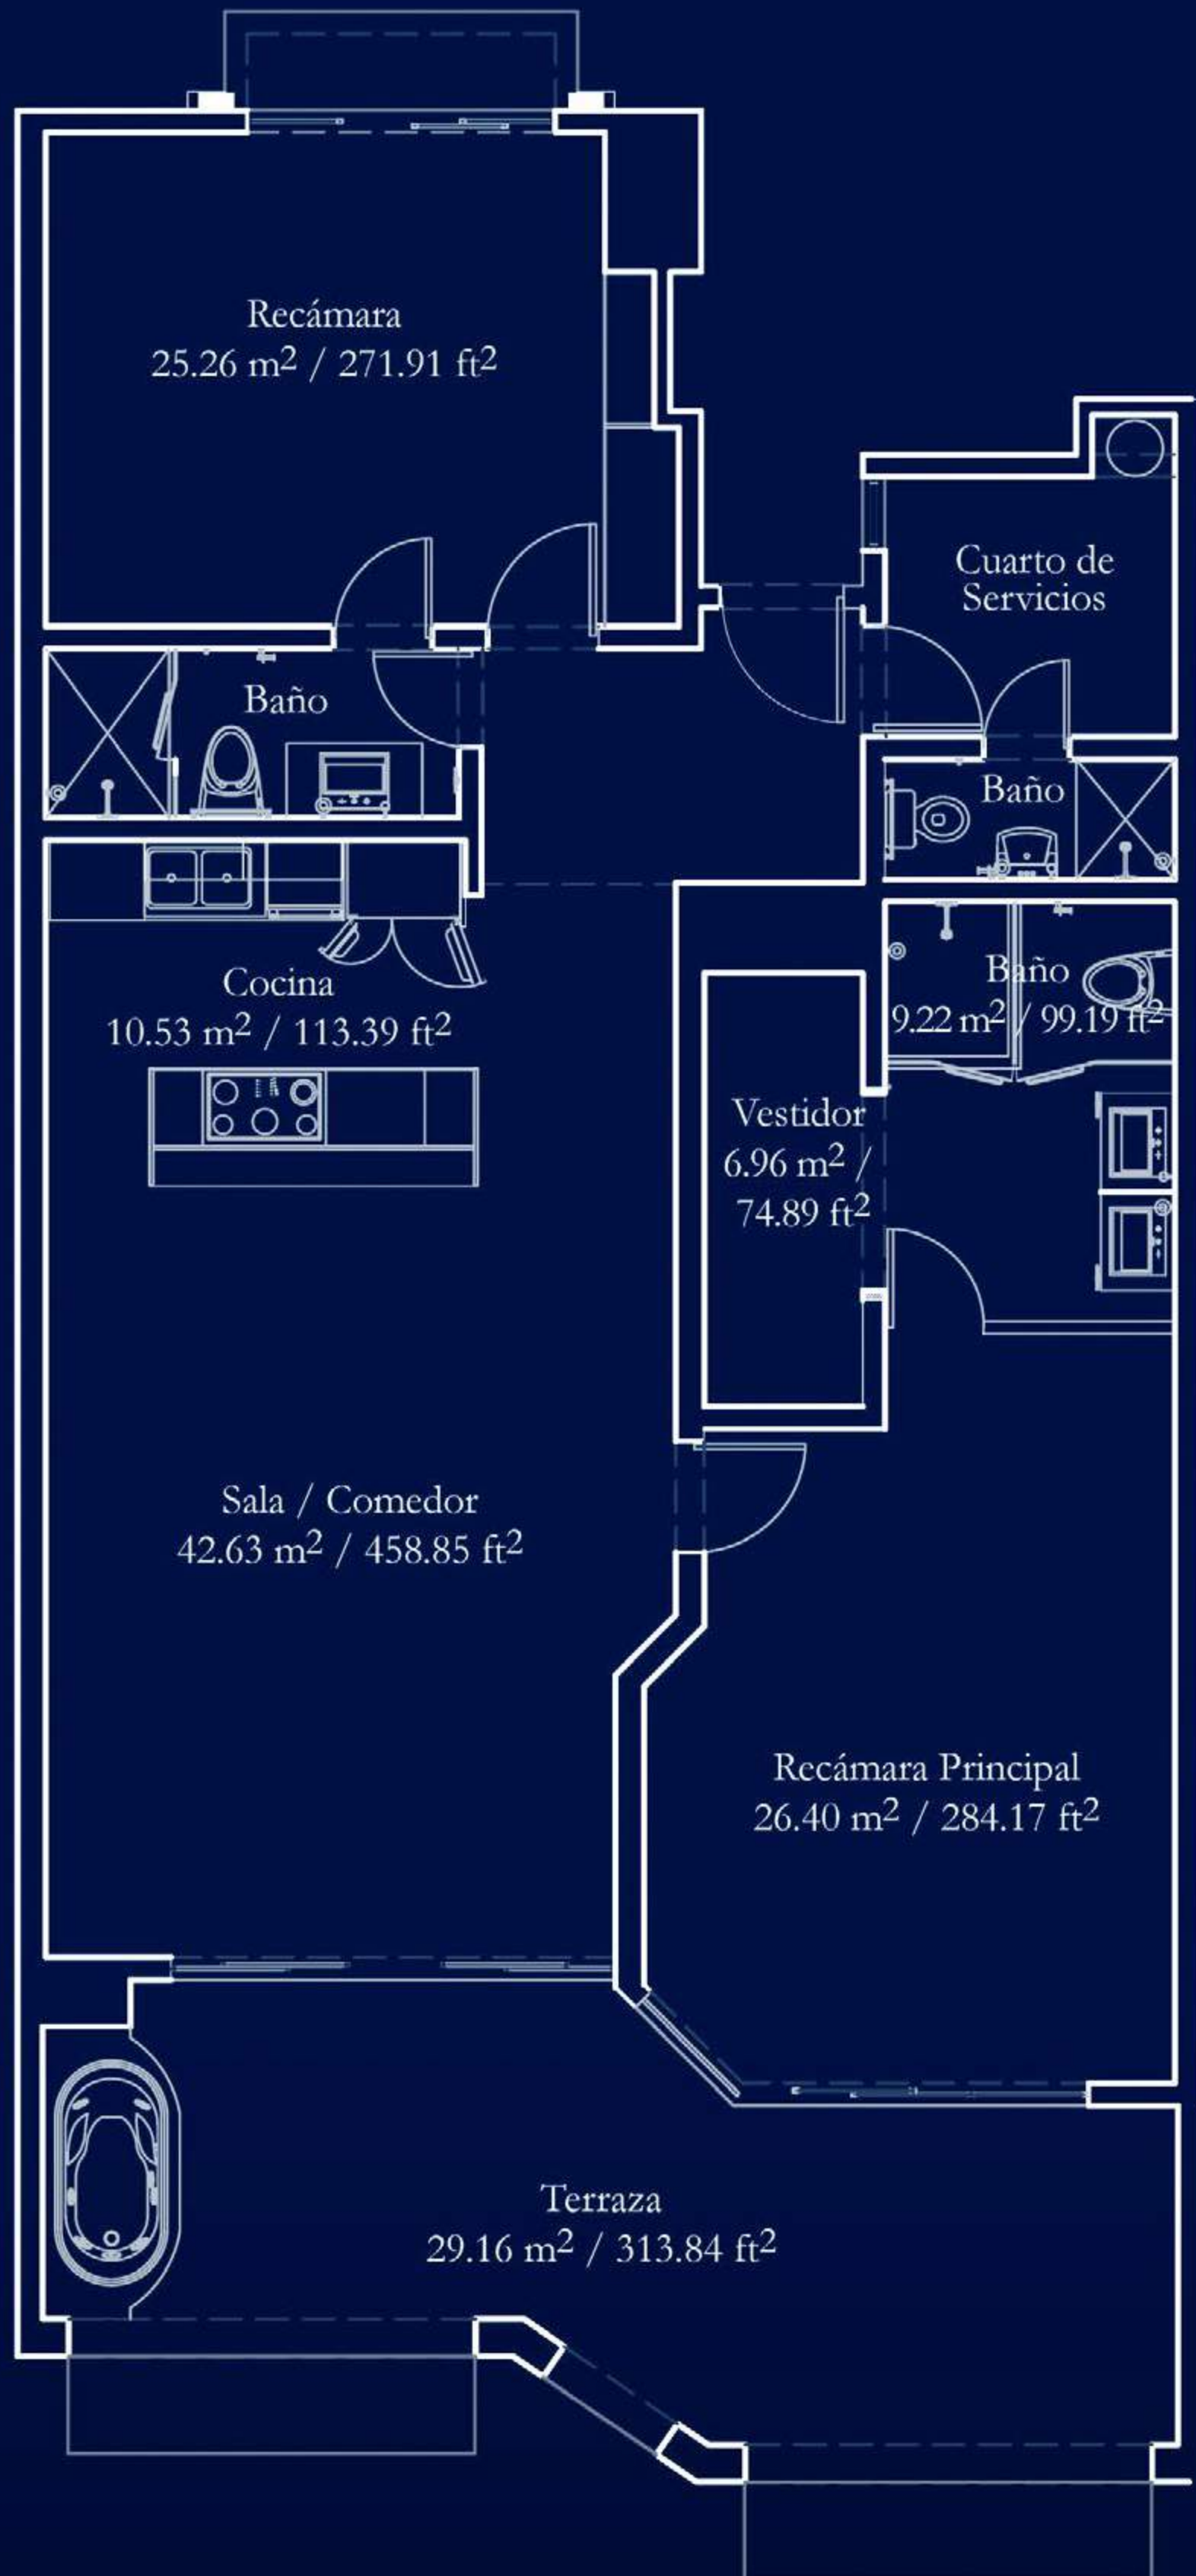 Recámara
25.26 m² / 271.91 ft²
Cuarto de
Servicios
Baño
Baño
Cocina
10.53 m² / 113.39 ft²
Baño
9.22 m² / 99.19 ft²
Vestidor
6.96 m² /
74.89 ft²
Sala / Comedor
42.63 m² / 458.85 ft²
Recámara Principal
26.40 m² / 284.17 ft²
Terraza
29.16 m² / 313.84 ft²